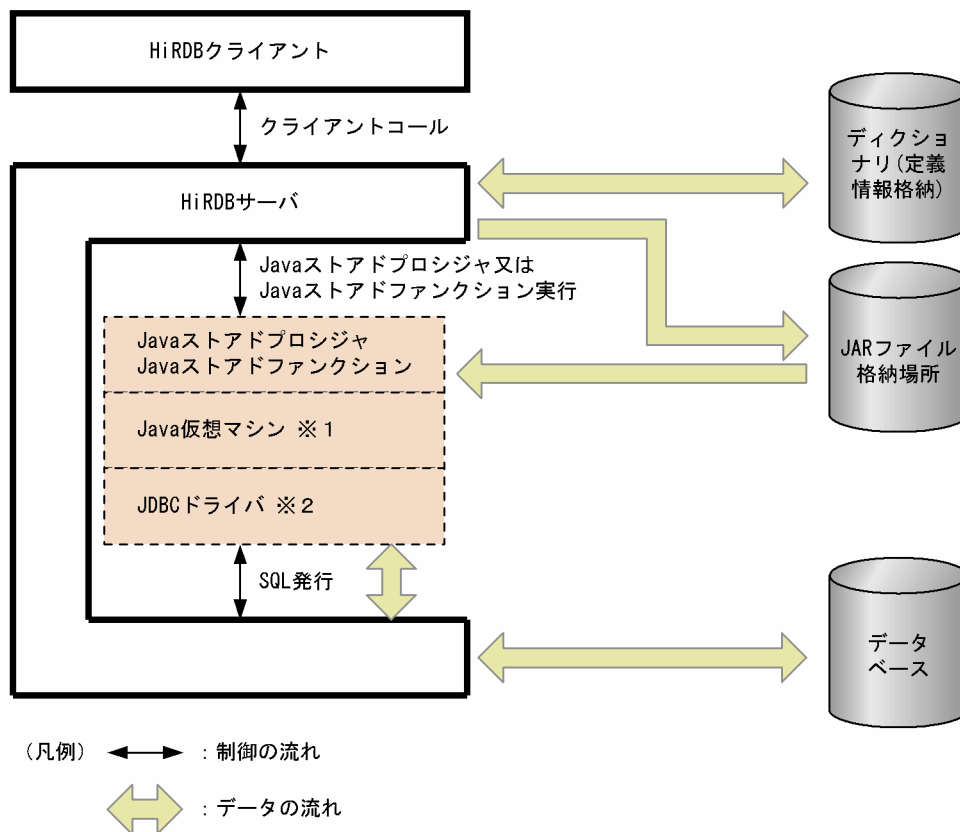 HiRDBクライアント
クライアントコール
ディクショ
ナリ(定義
情報格納)
HiRDBサーバ
Javaストアドプロシジャ又は
Javaストアドファンクション実行
Javaストアドプロシジャ
Javaストアドファンクション
JARファイル
格納場所
Java仮想マシン ※1
JDBCドライバ ※2
SQL発行
データ
ベース
(凡例)
:制御の流れ
:データの流れ